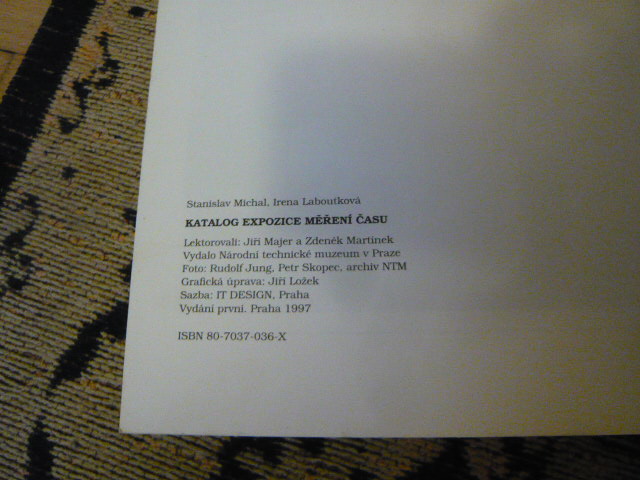 Stanislav Michal, Irena Laboutková
KATALOG EXPOZICE MĚŘENÍ ČASU
Lektorovali: Jiří Majer a Zdeněk Martínek
Vydalo Národní technické muzeum v Praze
Foto: Rudolf Jung, Petr Skopec, archiv NTM
Grafická úprava: Jiří Ložek
Sazba: IT DESIGN, Praha
Vydání první. Praha 1997
ISBN 80-7037-036-X